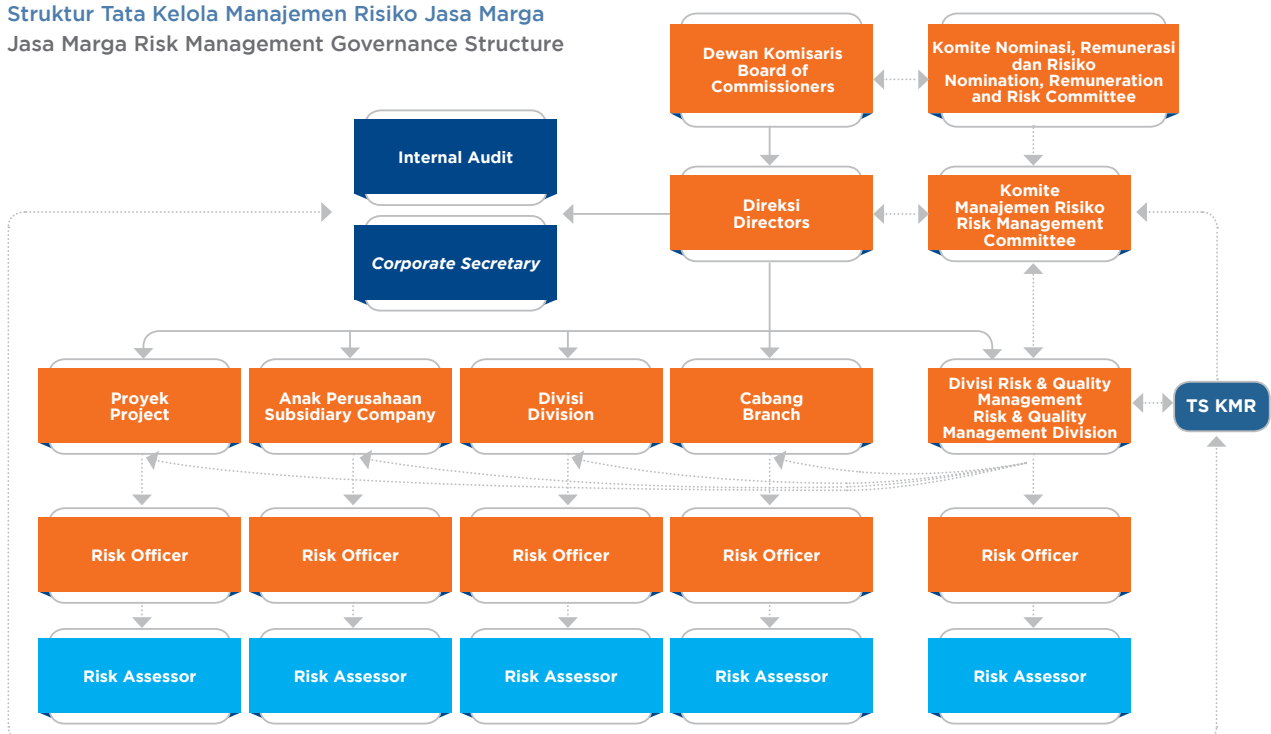 Struktur Tata Kelola Manajemen Risiko Jasa Marga
Jasa Marga Risk Management Governance Structure
Dewan Komisaris
Board of
Commissioners
Komite Nominasi, Remunerasi
dan Risiko
Nomination, Remuneration
and Risk Committee
Internal Audit
Direksi
Directors
Komite
Manajemen Risiko
Risk Management
Committee
Corporate Secretary
Proyek
Project
Anak Perusahaan
Subsidiary Company
Divisi
Division
Cabang
Branch
Divisi Risk & Quality
Management
Risk & Quality
Management Division
TS KMR
Risk Officer
Risk Officer
Risk Officer
Risk Officer
Risk Officer
Risk Assessor
Risk Assessor
Risk Assessor
Risk Assessor
Risk Assessor